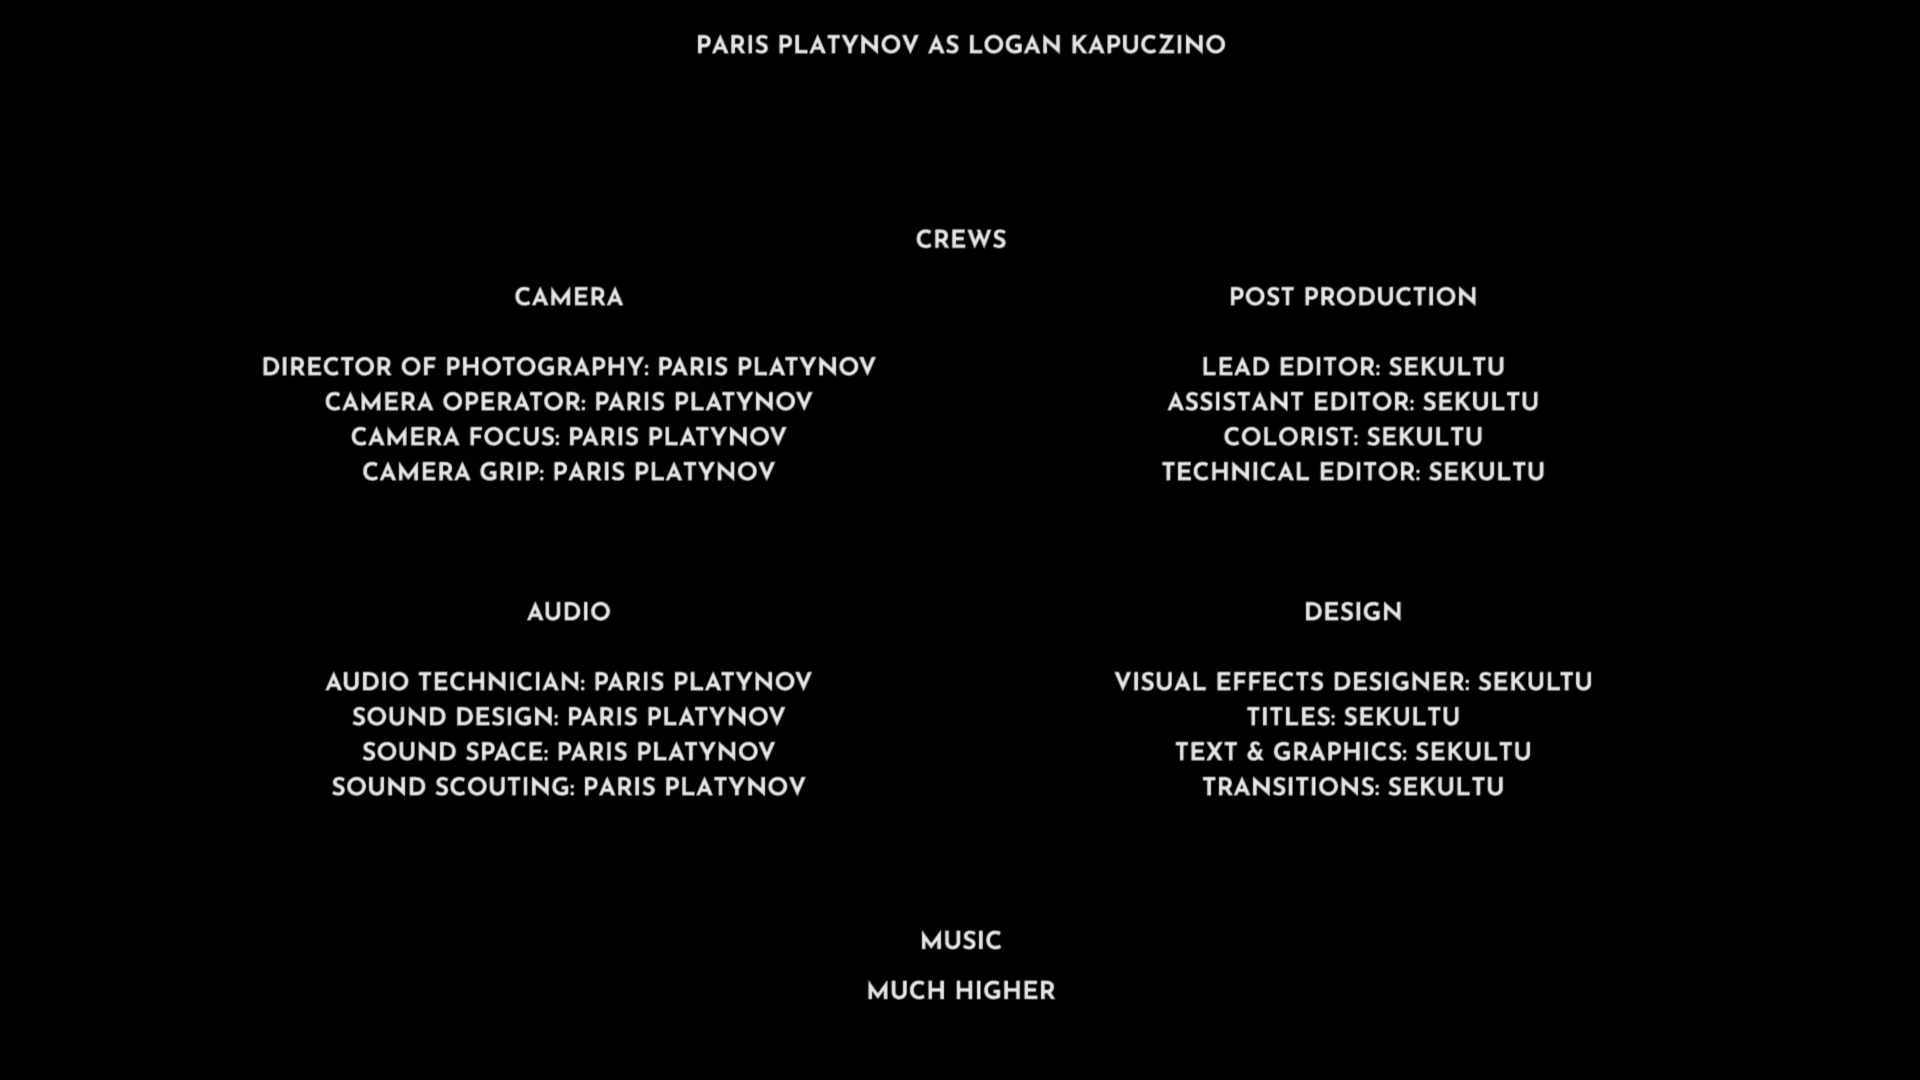 PARIS PLATYNOV AS LOGAN KAPUCZINO
CREWS
CAMERA
DIRECTOR OF PHOTOGRAPHY: PARIS PLATYNOV
CAMERA OPERATOR: PARIS PLATYNOV
CAMERA FOCUS: PARIS PLATYNOV
CAMERA GRIP: PARIS PLATYNOV
POST PRODUCTION
LEAD EDITOR: SEKULTU
ASSISTANT EDITOR: SEKULTU
COLORIST: SEKULTU
TECHNICAL EDITOR: SEKULTU
AUDIO
AUDIO TECHNICIAN: PARIS PLATYNOV
SOUND DESIGN: PARIS PLATYNOV
SOUND SPACE: PARIS PLATYNOV
SOUND SCOUTING: PARIS PLATYNOV
DESIGN
VISUAL EFFECTS DESIGNER: SEKULTU
TITLES: SEKULTU
TEXT & GRAPHICS: SEKULTU
TRANSITIONS: SEKULTU
MUSIC
MUCH HIGHER